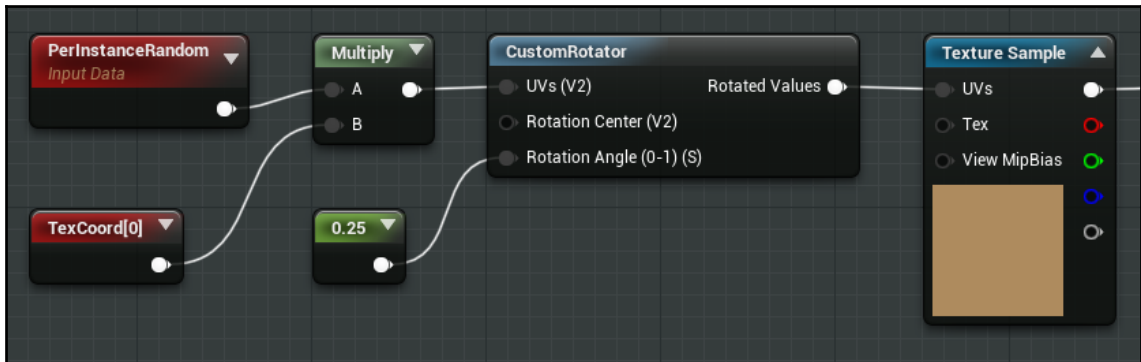 PerInstanceRandom
Input Data
Multiply
A
B
CustomRotator
UVs (V2)
Rotated Values
Rotation Center (V2)
Rotation Angle (0-1) (S)
Texture Sample
UVs
Tex
View MipBias
TexCoord[0]
0.25